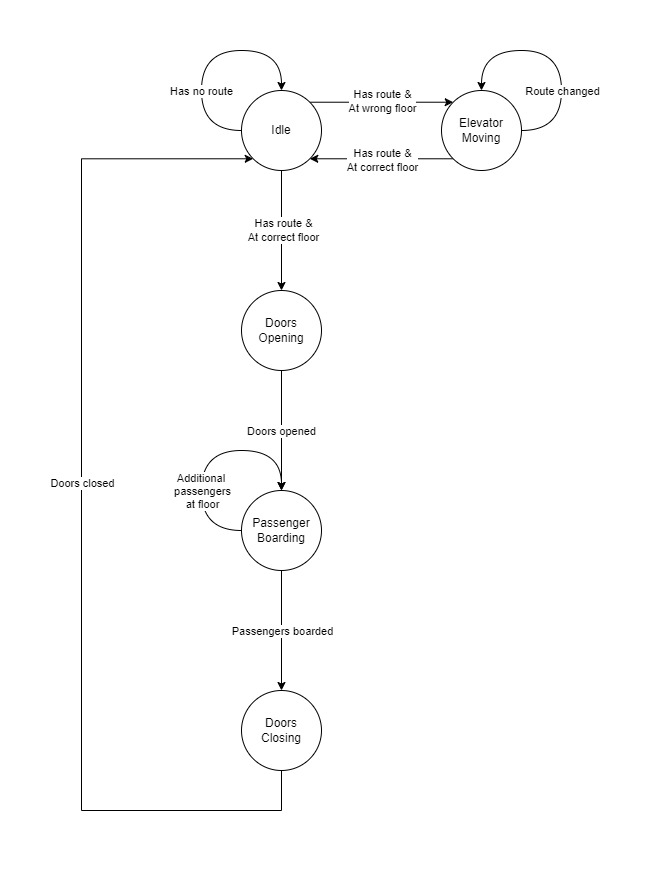 Has no route
Has route &
At wrong floor
Route changed
Idle
Elevator
Moving
Has route &
At correct floor
Has route &
At correct floor
Doors
Opening
Doors opened
Additional
passengers
at floor
Doors closed
Passenger
Boarding
Passengers boarded
Doors
Closing